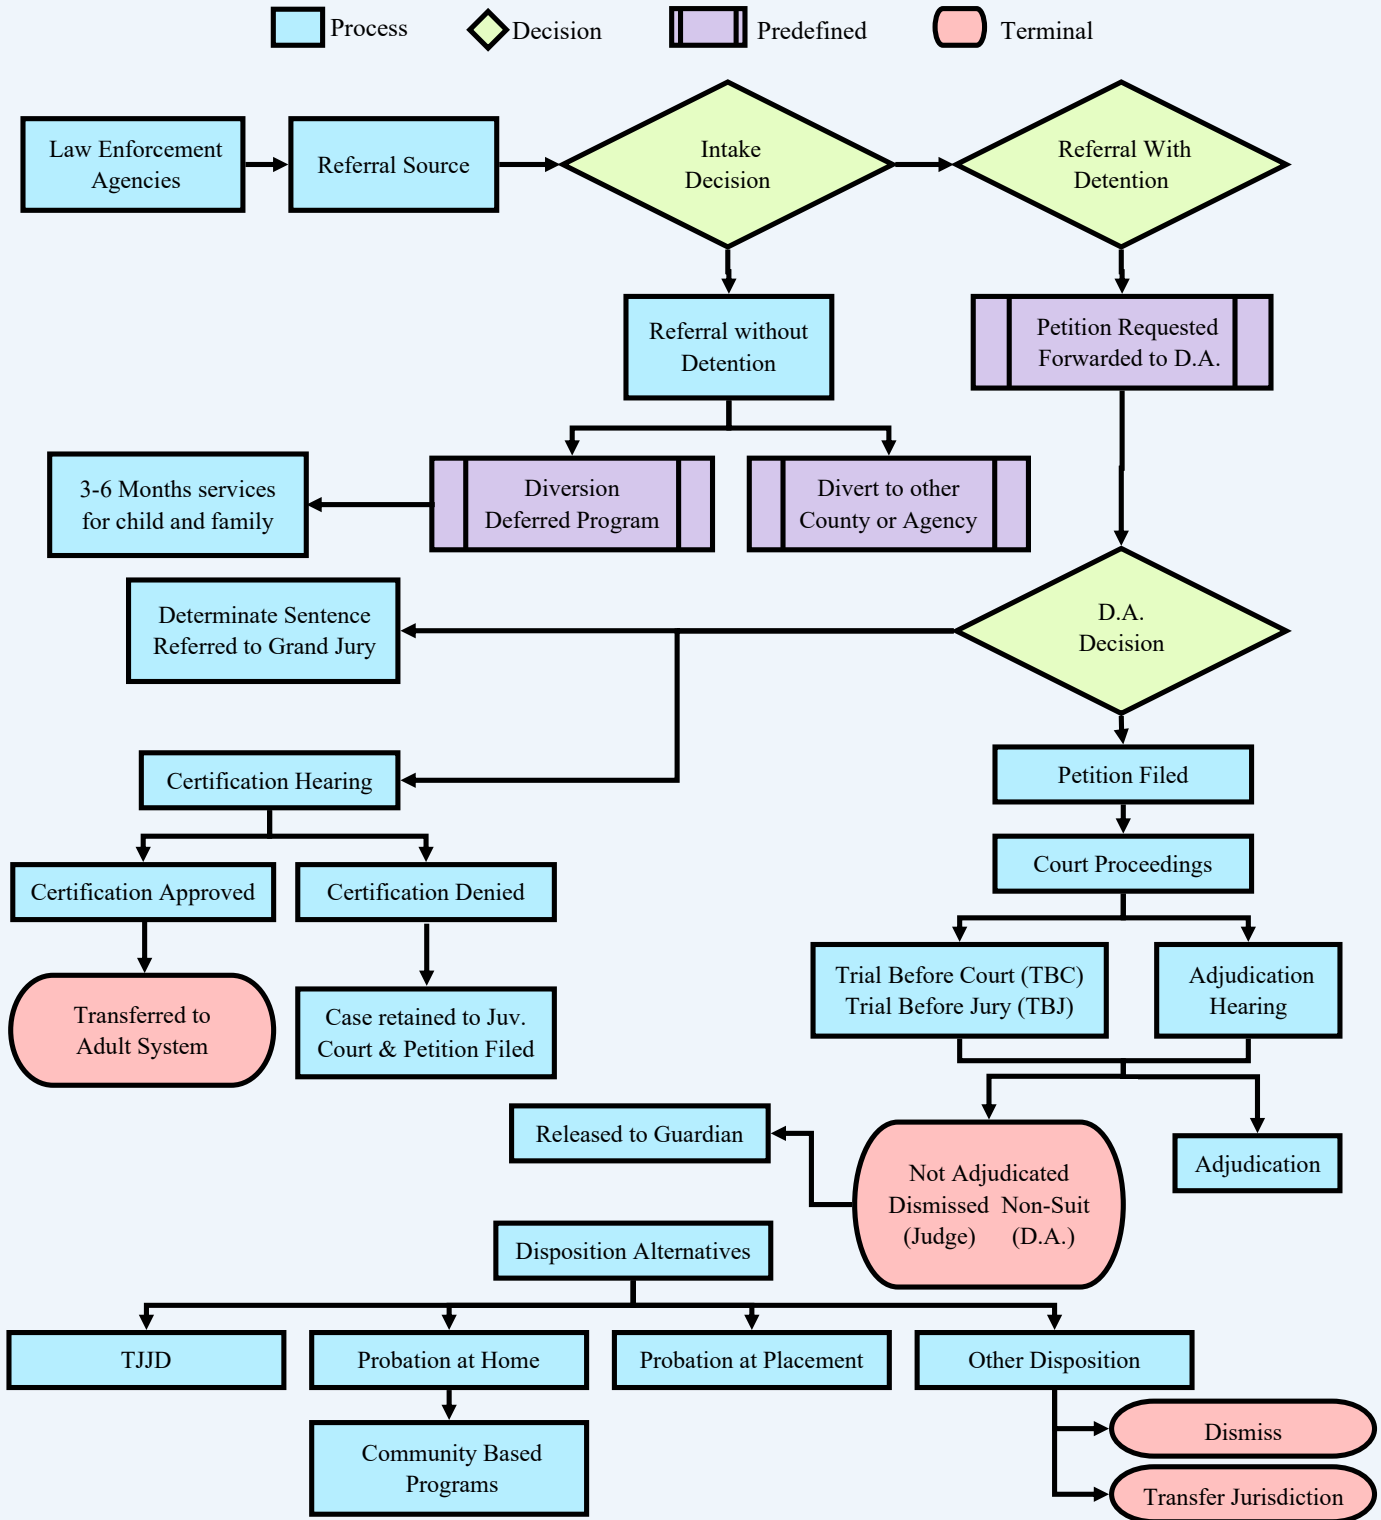 Process
Decision
Predefined
Terminal
Law Enforcement
Agencies
Referral Source
Intake
Decision
Referral With
Detention
Referral without
Detention
Petition Requested
Forwarded to D.A.
3-6 Months services
for child and family
Diversion
Deferred Program
Divert to other
County or Agency
Determinate Sentence
Referred to Grand Jury
D.A.
Decision
Certification Hearing
Petition Filed
Certification Approved
Certification Denied
Court Proceedings
Transferred to
Adult System
Case retained to Juv.
Court & Petition Filed
Trial Before Court (TBC)
Trial Before Jury (TBJ)
Adjudication
Hearing
Released to Guardian
Not Adjudicated
Dismissed Non-Suit
(Judge) (D.A.)
Adjudication
Disposition Alternatives
TJJD
Probation at Home
Probation at Placement
Other Disposition
Community Based
Programs
Dismiss
Transfer Jurisdiction